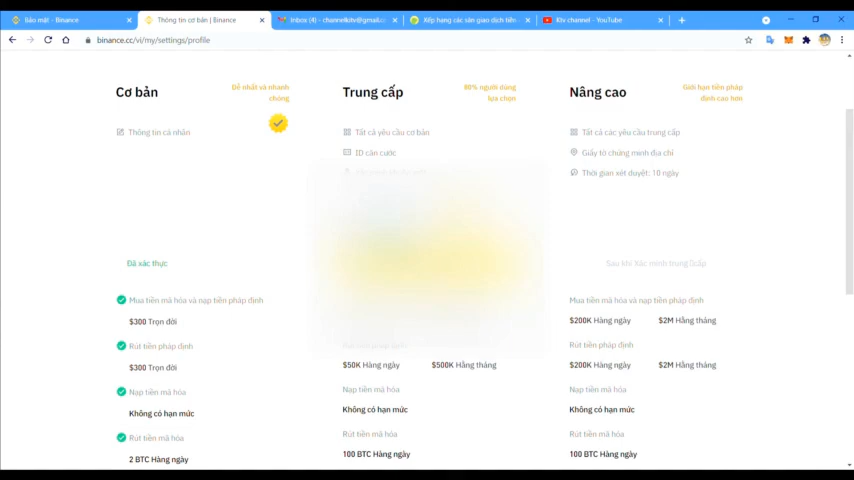 Bảo mật - Binance
Thông tin cơ bản | Binance
Inbox (4) - channelkitv@gmail.co
Xếp hạng các sàn giao dịch tiền
Ktv channel - YouTube
binance.cc/vi/my/settings/profile
Cơ bản
Dễ nhất và nhanh chóng
Thông tin cá nhân
Đã xác thực
Mua tiền mã hóa và nạp tiền pháp định
$300 Trọn đời
Rút tiền pháp định
$300 Trọn đời
Nạp tiền mã hóa
Không có hạn mức
Rút tiền mã hóa
2 BTC Hàng ngày
Trung cấp
88% người dùng lựa chọn
Tất cả yêu cầu cơ bản
ID căn cước
$50K Hàng ngày $500K Hằng tháng
Nạp tiền mã hóa
Không có hạn mức
Rút tiền mã hóa
100 BTC Hàng ngày
Nâng cao
Giới hạn tiền pháp định cao hơn
Tất cả các yêu cầu trung cấp
Giấy tờ chứng minh địa chỉ
Thời gian xét duyệt: 10 ngày
Sau khi Xác minh trung cấp
Mua tiền mã hóa và nạp tiền pháp định
$200K Hàng ngày $2M Hằng tháng
Rút tiền pháp định
$200K Hàng ngày $2M Hằng tháng
Nạp tiền mã hóa
Không có hạn mức
Rút tiền mã hóa
100 BTC Hàng ngày